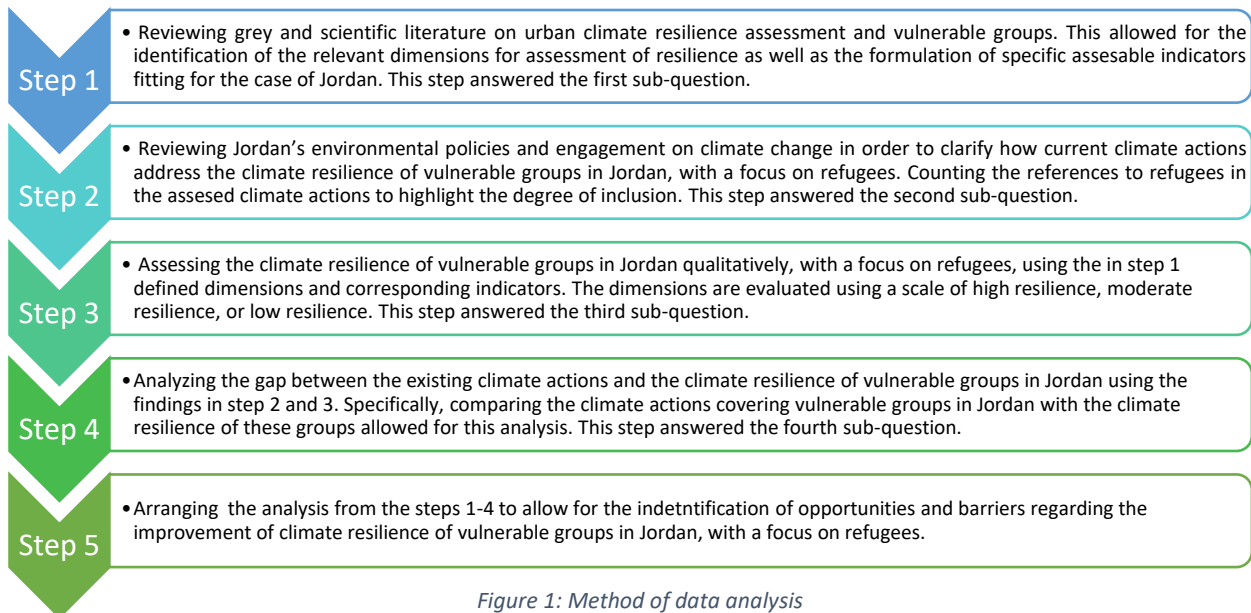 Step 1
• Reviewing grey and scientific literature on urban climate resilience assessment and vulnerable groups. This allowed for the
identification of the relevant dimensions for assessment of resilience as well as the formulation of specific assesable indicators
fitting for the case of Jordan. This step answered the first sub-question.
Step 2
• Reviewing Jordan’s environmental policies and engagement on climate change in order to clarify how current climate actions
address the climate resilience of vulnerable groups in Jordan, with a focus on refugees. Counting the references to refugees in
the assesed climate actions to highlight the degree of inclusion. This step answered the second sub-question.
Step 3
• Assessing the climate resilience of vulnerable groups in Jordan qualitatively, with a focus on refugees, using the in step 1
defined dimensions and corresponding indicators. The dimensions are evaluated using a scale of high resilience, moderate
resilience, or low resilience. This step answered the third sub-question.
Step 4
•Analyzing the gap between the existing climate actions and the climate resilience of vulnerable groups in Jordan using the
findings in step 2 and 3. Specifically, comparing the climate actions covering vulnerable groups in Jordan with the climate
resilience of these groups allowed for this analysis. This step answered the fourth sub-question.
Step 5
•Arranging the analysis from the steps 1-4 to allow for the indetntification of opportunities and barriers regarding the
improvement of climate resilience of vulnerable groups in Jordan, with a focus on refugees.
Figure 1: Method of data analysis